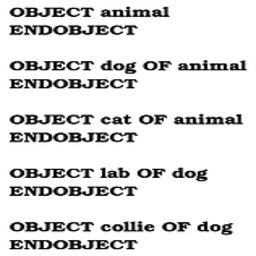 OBJECT animal
ENDOBJECT
OBJECT dog OF animal
ENDOBJECT
OBJECT cat OF animal
ENDOBJECT
OBJECT lab OF dog
ENDOBJECT
OBJECT collie OF dog
ENDOBJECT